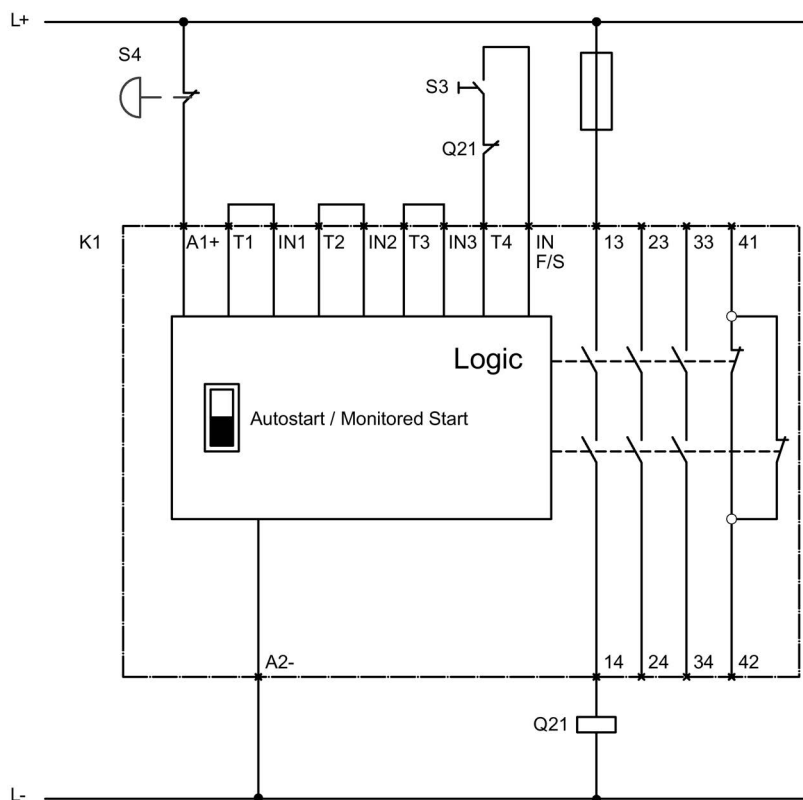 L+
S4
S3
Q21
K1
A1+ T1 IN1 T2 IN2 T3 IN3 T4 IN 13 23 33 41
F/S
Logic
Autostart / Monitored Start
A2- 14 24 34 42
Q21
L-